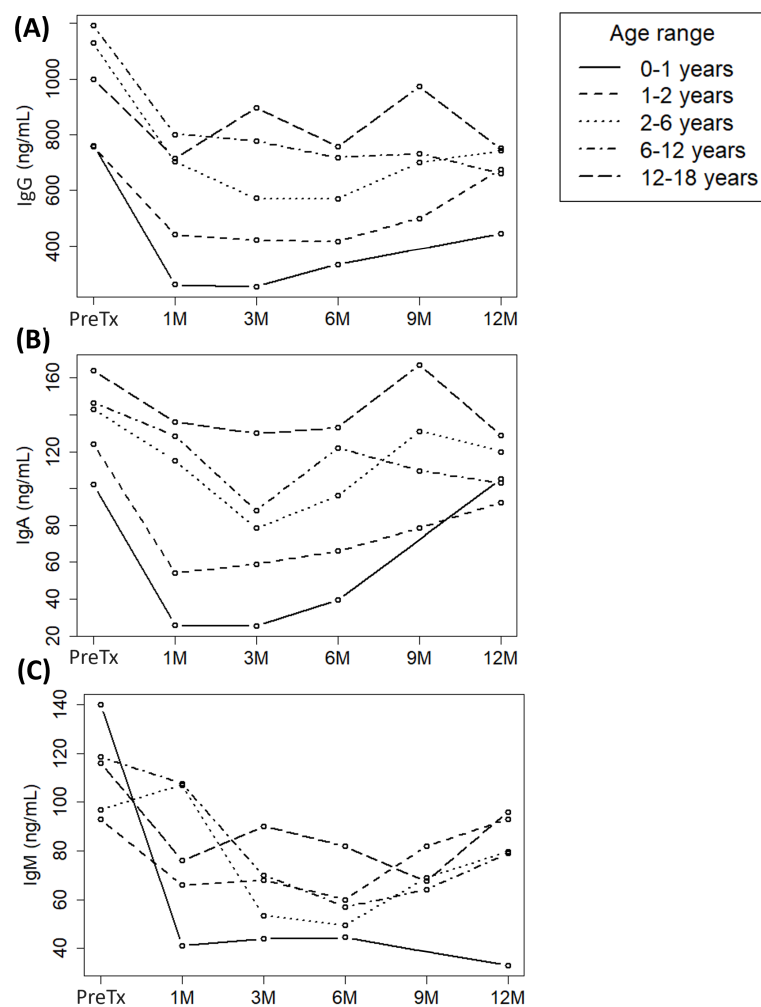 (A)
IgG (ng/mL)
1000
800
600
400
PreTx 1M 3M 6M 9M 12M
Age range
0-1 years
1-2 years
2-6 years
6-12 years
12-18 years
(B)
IgA (ng/mL)
160
120
80
60
40
20
PreTx 1M 3M 6M 9M 12M
(C)
IgM (ng/mL)
140
120
100
80
60
40
PreTx 1M 3M 6M 9M 12M